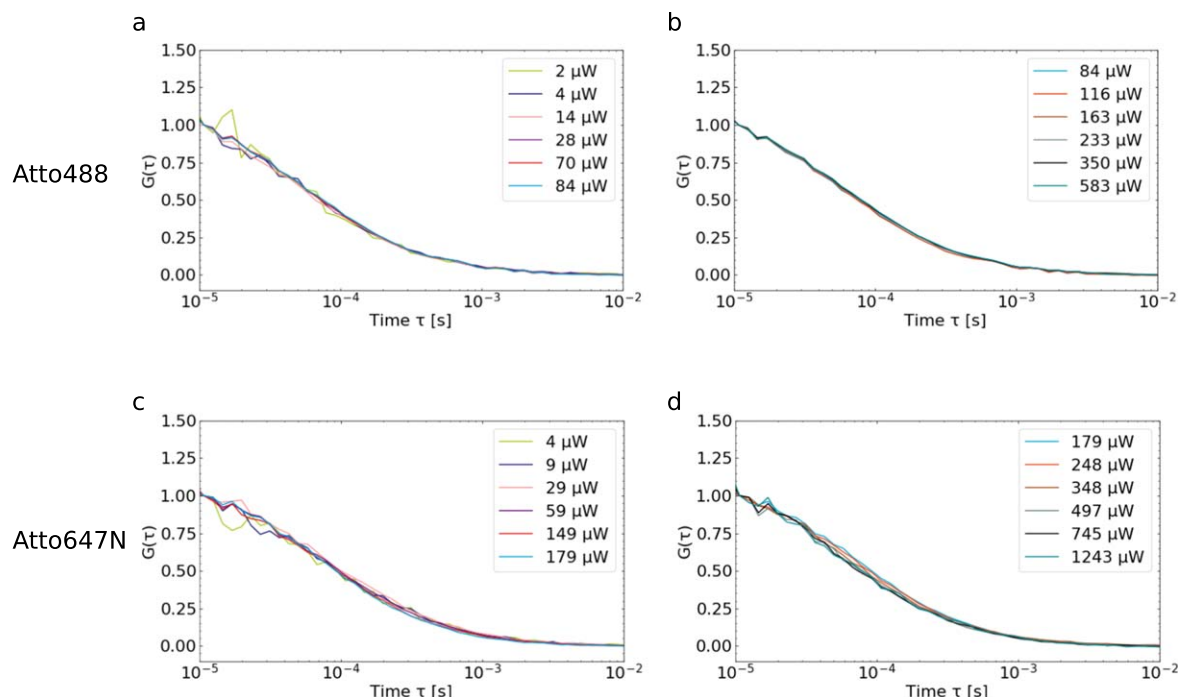 a
1.50
1.25
1.00
0.75
0.50
0.25
0.00
G(τ)
2 μW
4 μW
14 μW
28 μW
70 μW
84 μW
10⁻⁵ 10⁻⁴ 10⁻³ 10⁻²
Time τ [s]
b
1.50
1.25
1.00
0.75
0.50
0.25
0.00
G(τ)
84 μW
116 μW
163 μW
233 μW
350 μW
583 μW
10⁻⁵ 10⁻⁴ 10⁻³ 10⁻²
Time τ [s]
Atto488
c
1.50
1.25
1.00
0.75
0.50
0.25
0.00
G(τ)
4 μW
9 μW
29 μW
59 μW
149 μW
179 μW
10⁻⁵ 10⁻⁴ 10⁻³ 10⁻²
Time τ [s]
d
1.50
1.25
1.00
0.75
0.50
0.25
0.00
G(τ)
179 μW
248 μW
348 μW
497 μW
745 μW
1243 μW
10⁻⁵ 10⁻⁴ 10⁻³ 10⁻²
Time τ [s]
Atto647N